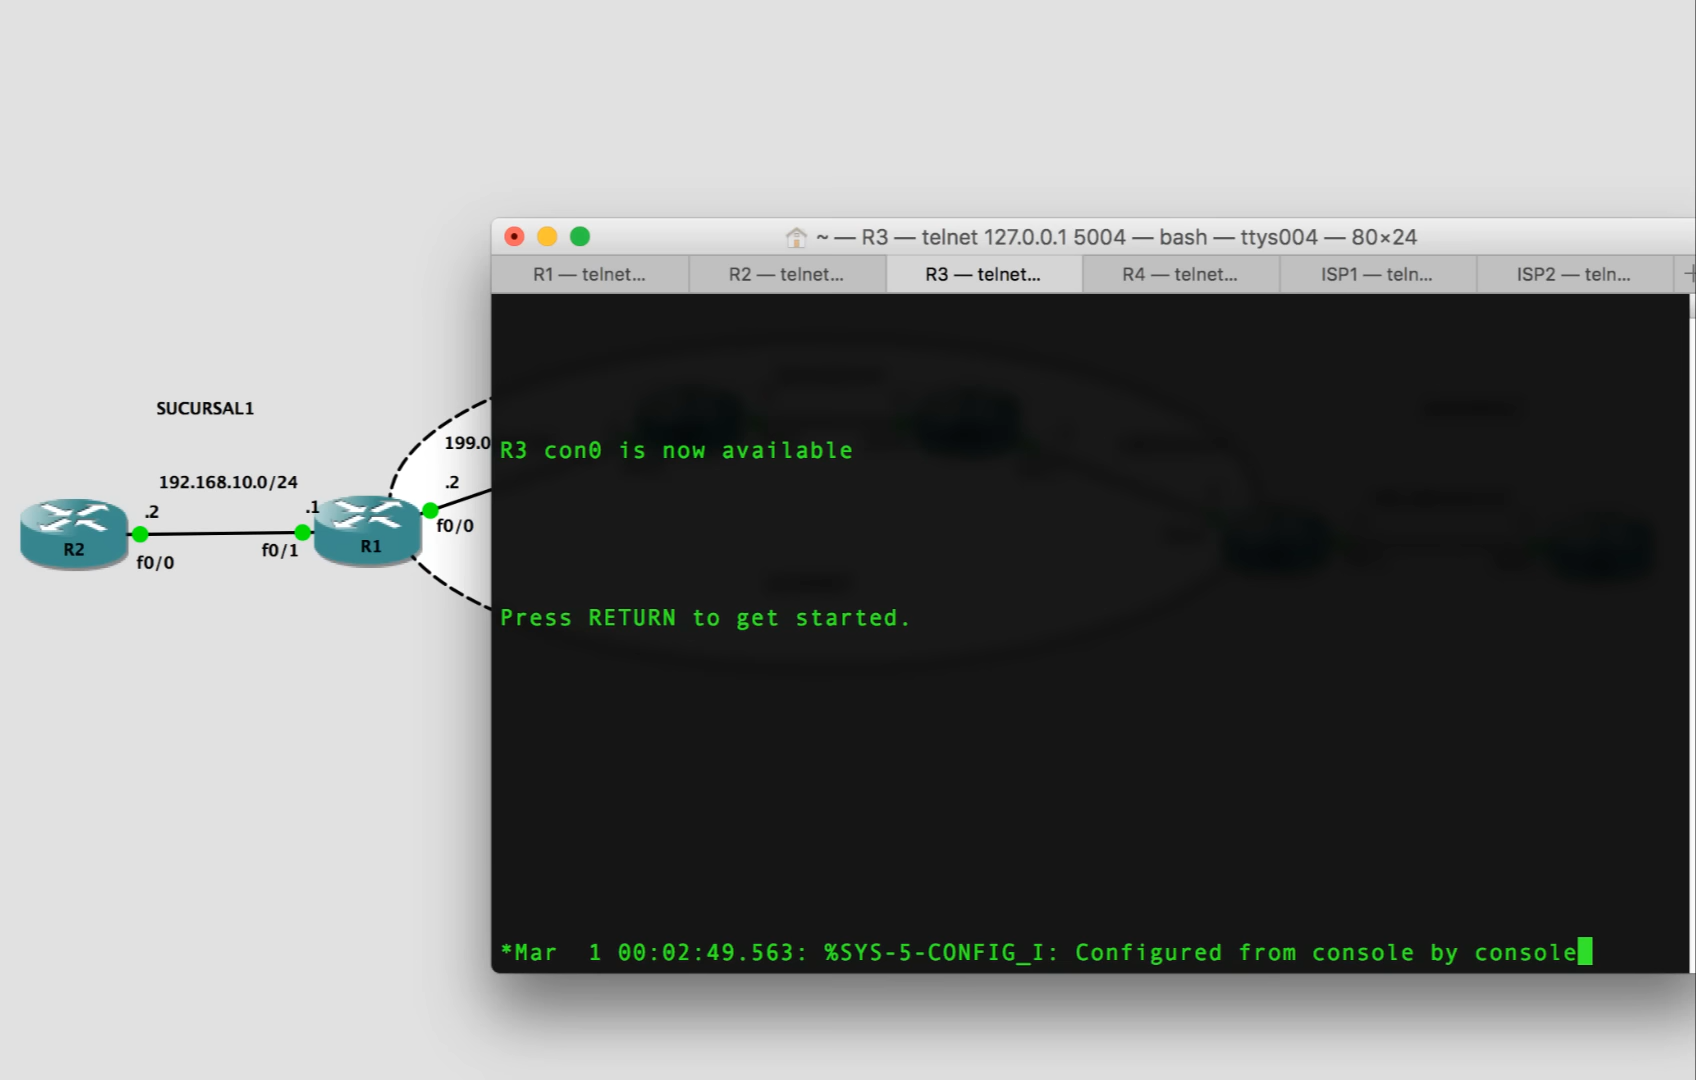 ~ — R3 — telnet 127.0.0.1 5004 — bash — ttys004 — 80×24
R1 — telnet...
R2 — telnet...
R3 — telnet...
R4 — telnet...
ISP1 — teln...
ISP2 — teln...
+
SUCURSAL1
199.0
R3 con0 is now available
192.168.10.0/24
.2
.2
.1
R2
R1
f0/0
f0/1
f0/0
Press RETURN to get started.
*Mar  1 00:02:49.563: %SYS-5-CONFIG_I: Configured from console by console